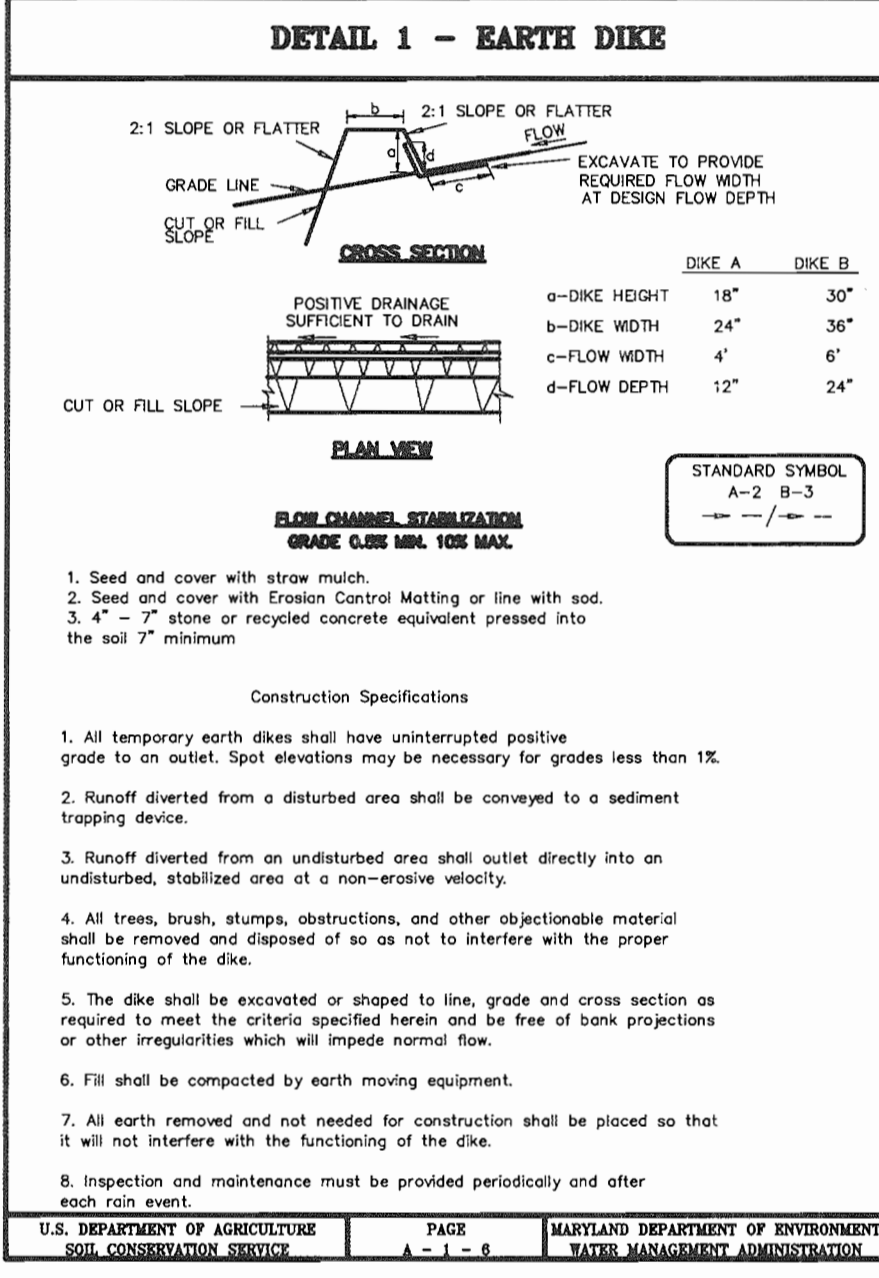 DETAIL 1 - EARTH DIKE
2:1 SLOPE OR FLATTER
b
2:1 SLOPE OR FLATTER
FLOW
a
d
c
EXCAVATE TO PROVIDE
REQUIRED FLOW WIDTH
AT DESIGN FLOW DEPTH
GRADE LINE
CUT OR FILL
SLOPE
CROSS SECTION
DIKE A DIKE B
a-DIKE HEIGHT 18" 30"
b-DIKE WIDTH 24" 36"
c-FLOW WIDTH 4' 6'
d-FLOW DEPTH 12" 24"
POSITIVE DRAINAGE
SUFFICIENT TO DRAIN
CUT OR FILL SLOPE
PLAN VIEW
STANDARD SYMBOL
A-2 B-3
FLOW CHANNEL STABILIZATION
GRADE 0.5% MIN. 10% MAX.
1. Seed and cover with straw mulch.
2. Seed and cover with Erosian Cantrol Matting or line with sod.
3. 4" - 7" stone or recycled concrete equivalent pressed into
the soil 7" minimum
Construction Specifications
1. All temporary earth dikes shall have uninterrupted positive
grade to an outlet. Spot elevations may be necessary for grades less than 1%.
2. Runoff diverted from a disturbed area shall be conveyed to a sediment
trapping device.
3. Runoff diverted from an undisturbed area shall outlet directly into an
undisturbed, stabilized area at a non-erosive velocity.
4. All trees, brush, stumps, obstructions, and other objectionable material
shall be removed and disposed of so as not to interfere with the proper
functioning of the dike.
5. The dike shall be excavated or shaped to line, grade and cross section as
required to meet the criteria specified herein and be free of bank projections
or other irregularities which will impede normal flow.
6. Fill shall be compacted by earth moving equipment.
7. All earth removed and not needed for construction shall be placed so that
it will not interfere with the functioning of the dike.
8. Inspection and maintenance must be provided periodically and after
each rain event.
U.S. DEPARTMENT OF AGRICULTURE
SOIL CONSERVATION SERVICE
PAGE
A - 1 - 6
MARYLAND DEPARTMENT OF ENVIRONMENT
WATER MANAGEMENT ADMINISTRATION